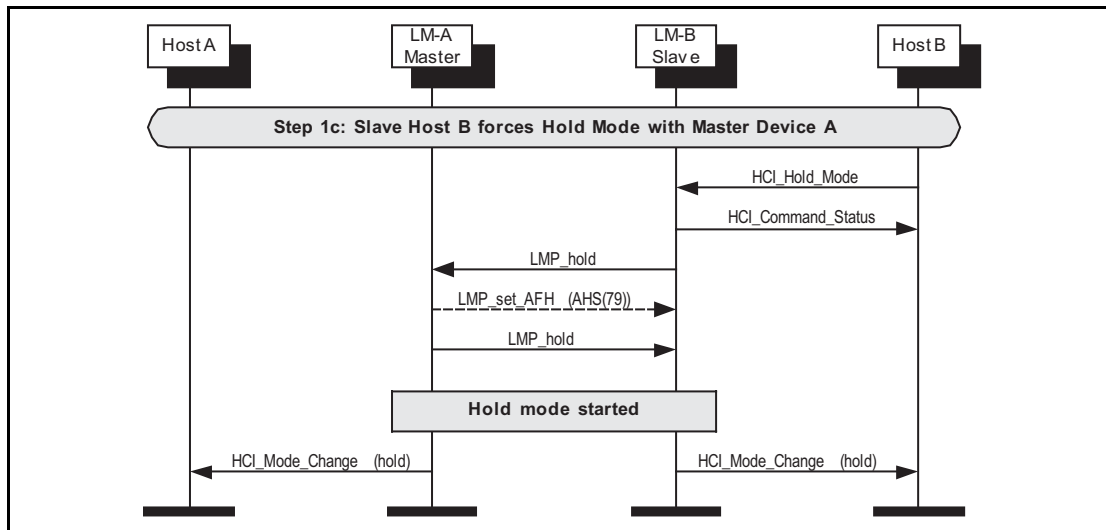 Host A
LM-A
Master
LM-B
Slave
Host B
Step 1c: Slave Host B forces Hold Mode with Master Device A
HCI_Hold_Mode
HCI_Command_Status
LMP_hold
LMP_set_AFH (AHS(79))
LMP_hold
Hold mode started
HCI_Mode_Change (hold)
HCI_Mode_Change (hold)